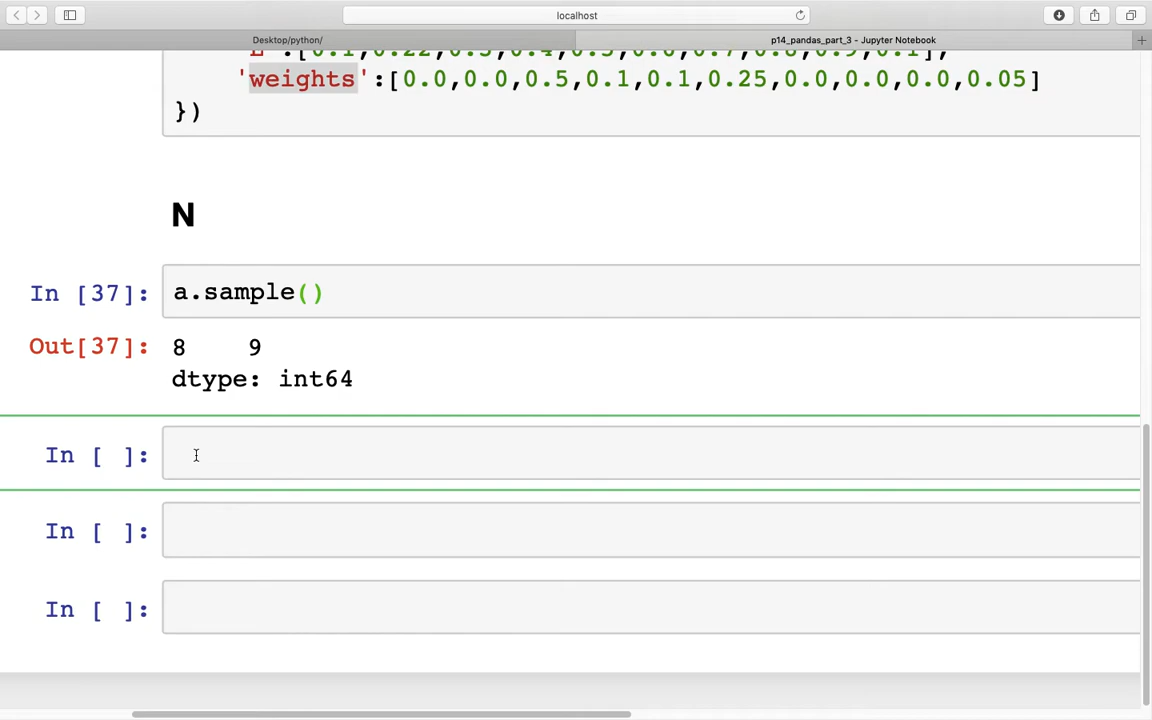 localhost
Desktop/python/
p14_pandas_part_3 - Jupyter Notebook
'weights':[0.0,0.0,0.5,0.1,0.1,0.25,0.0,0.0,0.0,0.05]
})
N
In [37]: a.sample()
Out[37]: 8 9
dtype: int64
In [ ]:
In [ ]:
In [ ]: